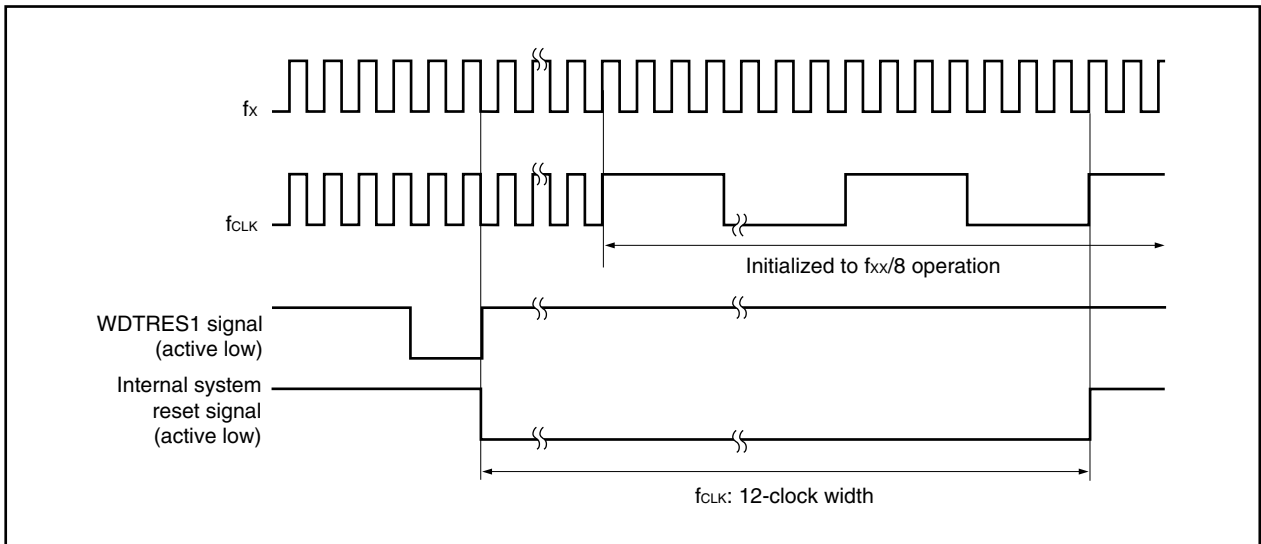 fX
fCLK
Initialized to fXX/8 operation
WDTRES1 signal
(active low)
Internal system
reset signal
(active low)
fCLK: 12-clock width